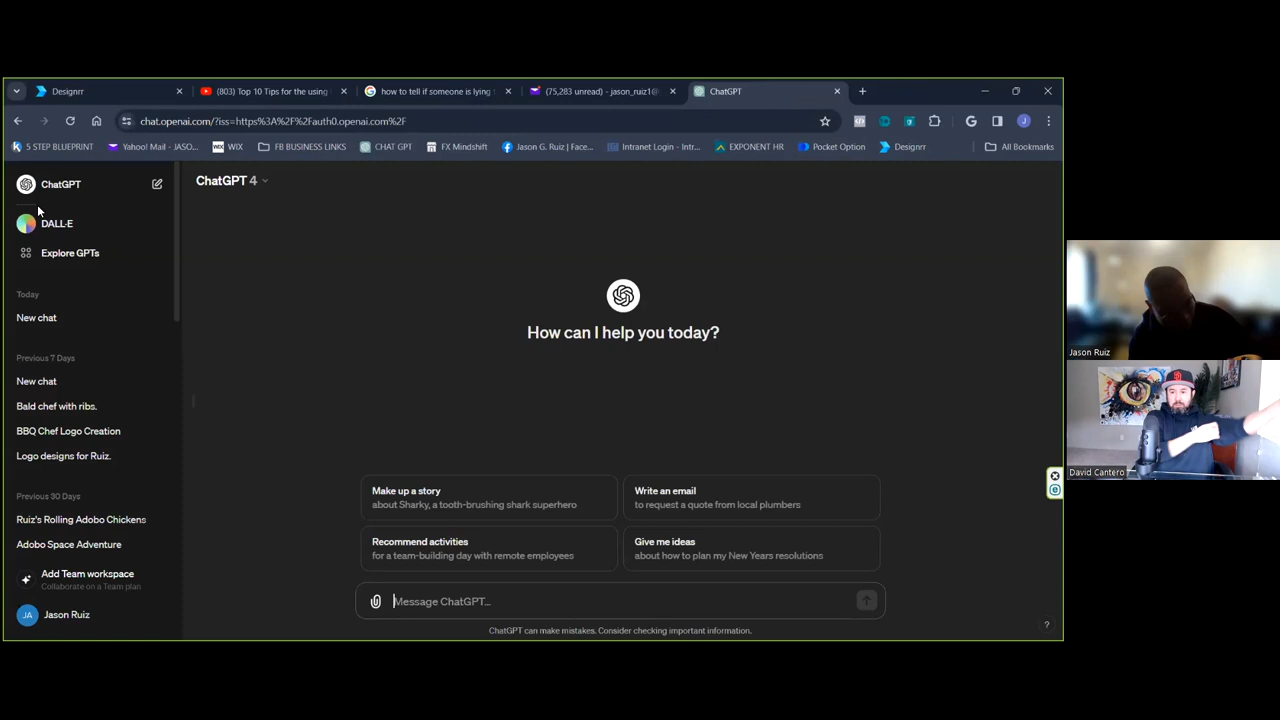 Designrr
(803) Top 10 Tips for the using
how to tell if someone is lying
(75,283 unread) - jason_ruiz1@
ChatGPT
chat.openai.com/?iss=https%3A%2F%2Fauth0.openai.com%2F
5 STEP BLUEPRINT
Yahoo! Mail - JASO...
WIX
WIX
FB BUSINESS LINKS
CHAT GPT
FX Mindshift
Jason G. Ruiz | Face...
Intranet Login - Intr...
EXPONENT HR
Pocket Option
Designrr
All Bookmarks
ChatGPT
DALL·E
Explore GPTs
Today
New chat
Previous 7 Days
New chat
Bald chef with ribs.
BBQ Chef Logo Creation
Logo designs for Ruiz.
Previous 30 Days
Ruiz's Rolling Adobo Chickens
Adobo Space Adventure
Add Team workspace
Collaborate on a Team plan
JA
Jason Ruiz
ChatGPT 4
How can I help you today?
Make up a story
about Sharky, a tooth-brushing shark superhero
Write an email
to request a quote from local plumbers
Recommend activities
for a team-building day with remote employees
Give me ideas
about how to plan my New Years resolutions
Message ChatGPT...
ChatGPT can make mistakes. Consider checking important information.
?
Jason Ruiz
David Cantero